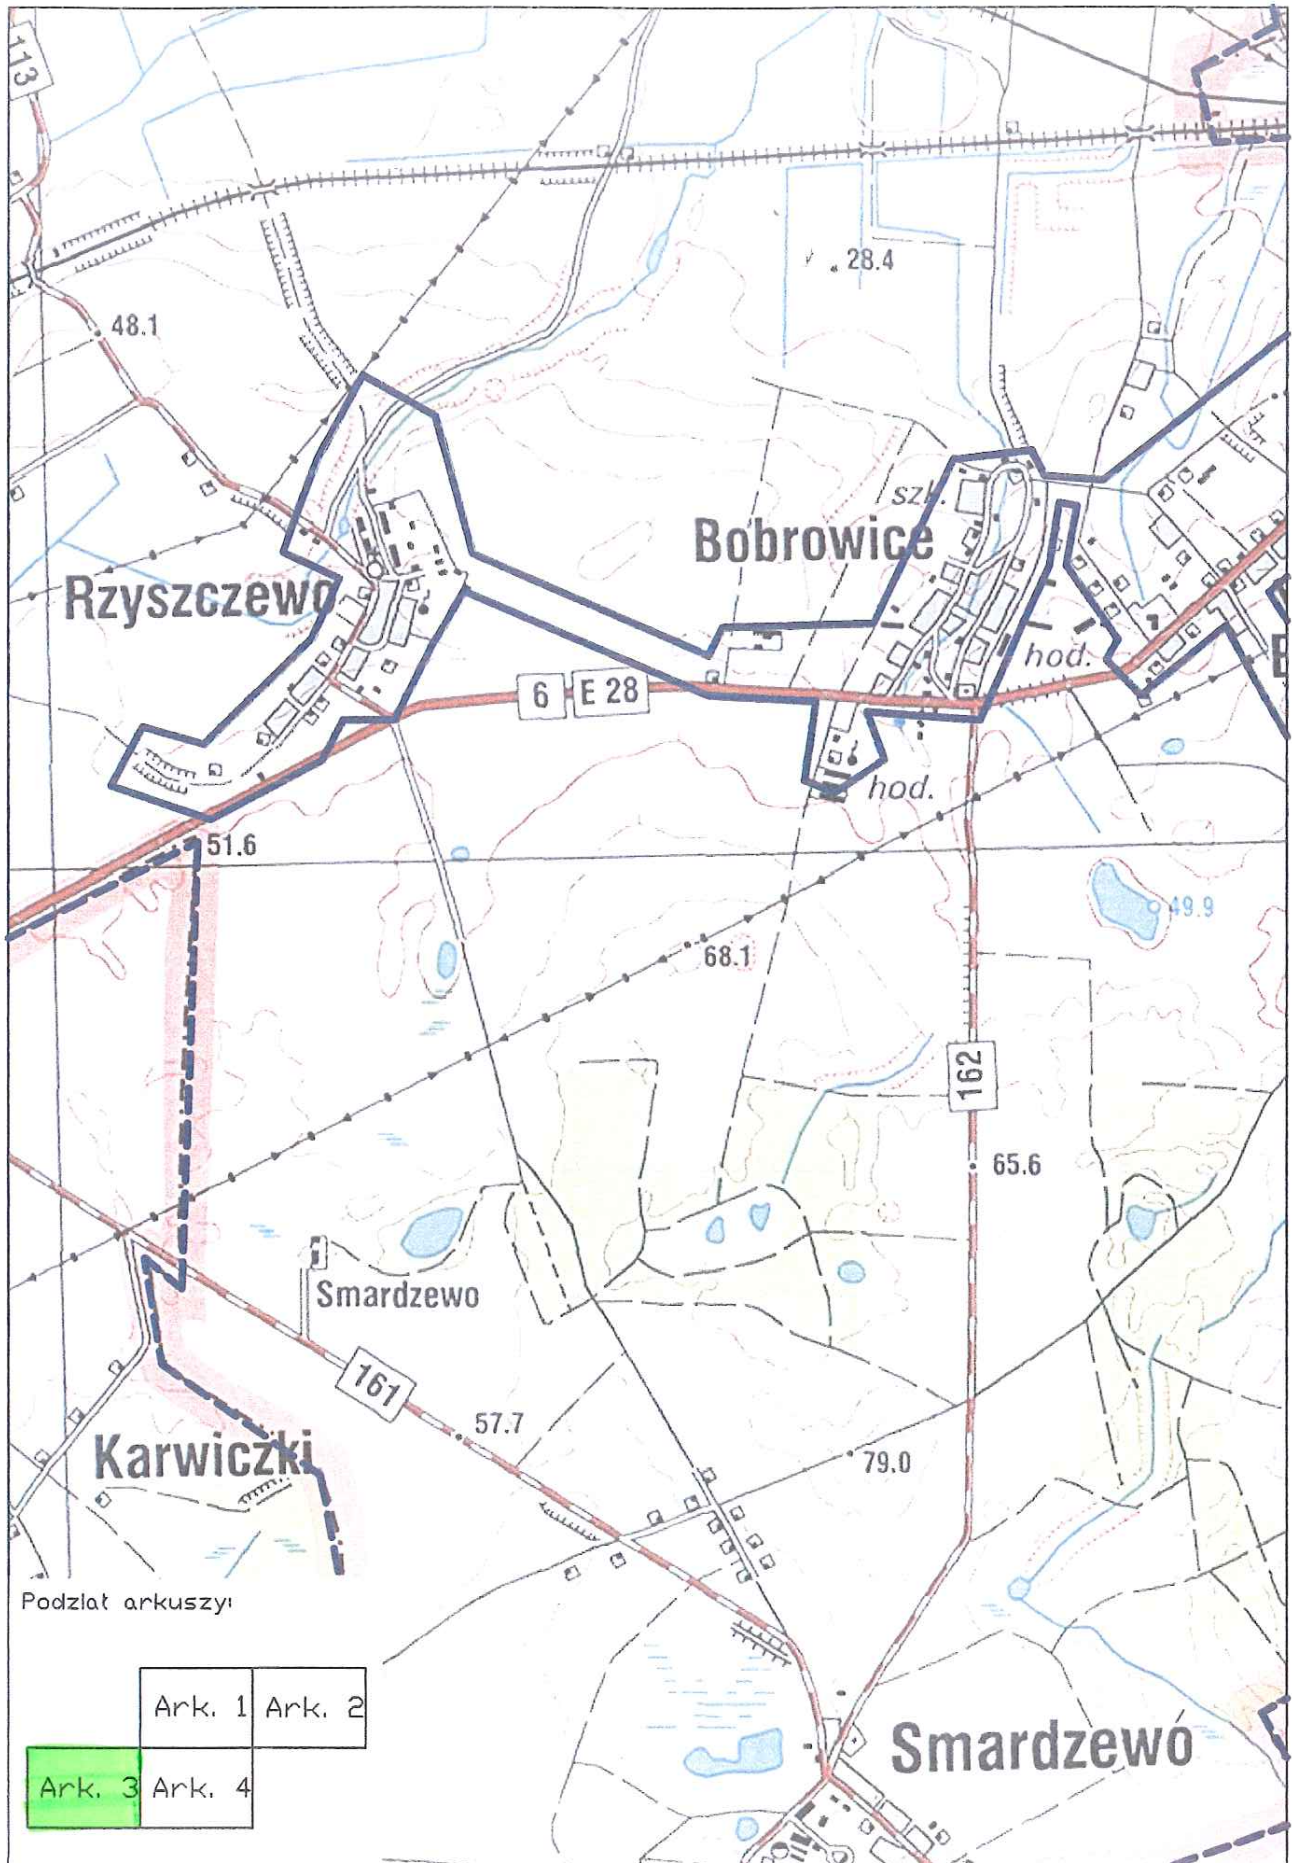 113
28.4
48.1
szk.
Bobrowice
Rzyszczewo
hod.
6 E 28
hod.
51.6
49.9
68.1
162
65.6
Smardzewo
161
57.7
Karwiczki
79.0
Podział arkuszy:
Ark. 1 Ark. 2
Smardzewo
Ark. 3 Ark. 4